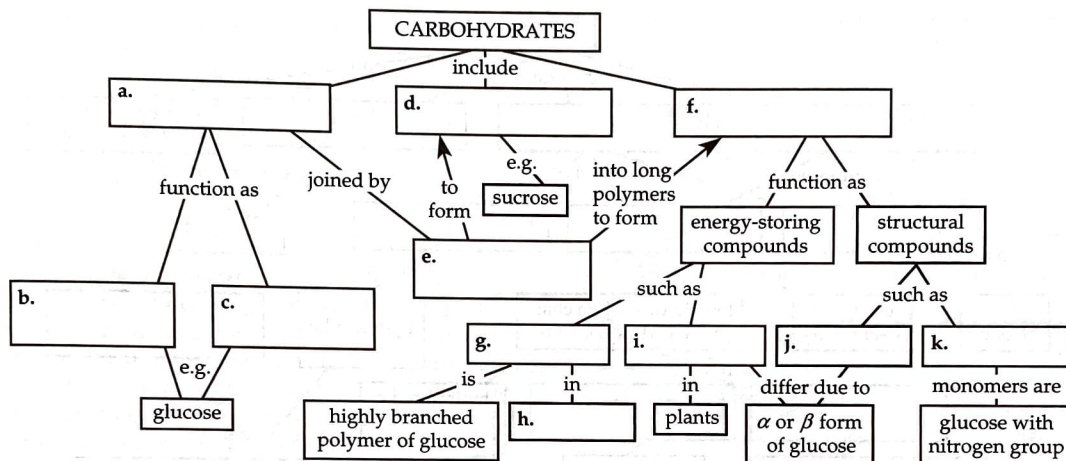 CARBOHYDRATES
include
a.
d.
f.
function as
joined by
to
form
e.g.
sucrose
into long
polymers
to form
function as
energy-storing
compounds
structural
compounds
e.
b.
c.
such as
such as
g.
i.
j.
k.
e.g.
glucose
is
in
in
differ due to
monomers are
highly branched
polymer of glucose
h.
plants
α or β form
of glucose
glucose with
nitrogen group